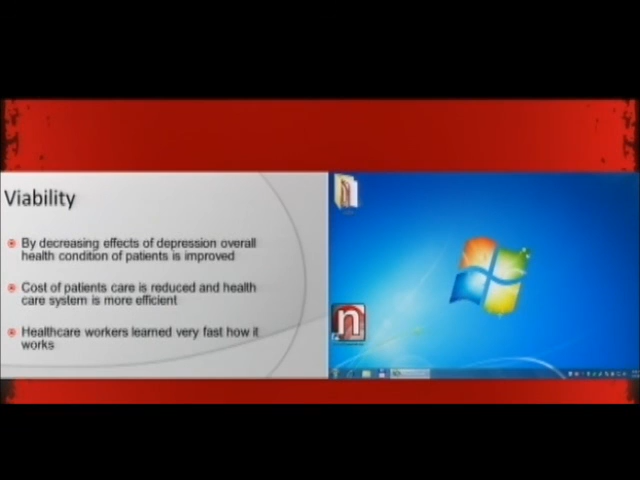 Viability
By decreasing effects of depression overall
health condition of patients is improved
Cost of patients care is reduced and health
care system is more efficient
Healthcare workers learned very fast how it
works
n